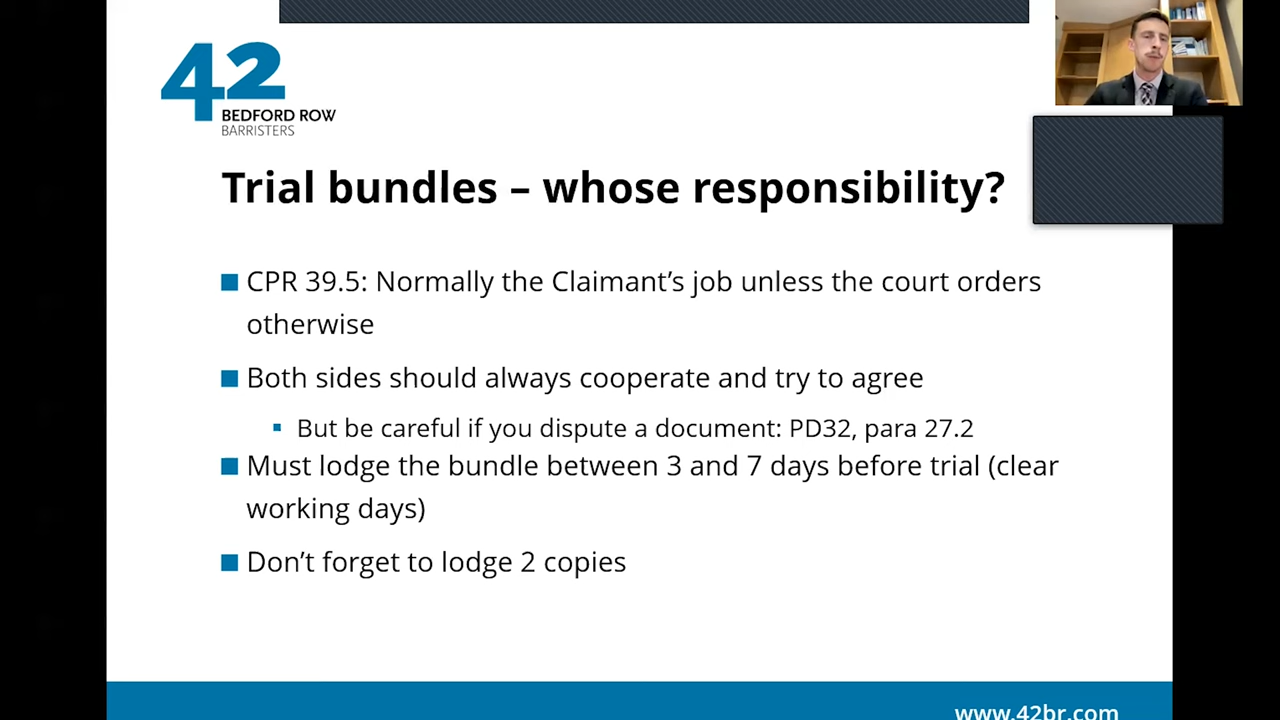 42
BEDFORD ROW
BARRISTERS
Trial bundles – whose responsibility?
CPR 39.5: Normally the Claimant’s job unless the court orders
otherwise
Both sides should always cooperate and try to agree
But be careful if you dispute a document: PD32, para 27.2
Must lodge the bundle between 3 and 7 days before trial (clear
working days)
Don’t forget to lodge 2 copies
www.42br.com